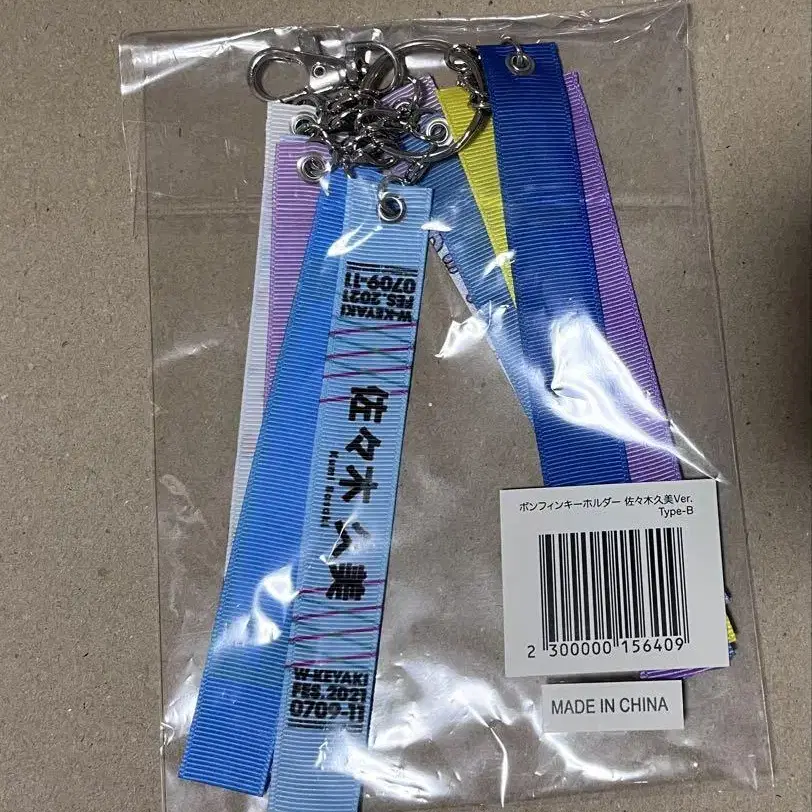 W-KEYAKI
FES.2021
0709-11
佐々木久美
Kumi Sasaki
W-KEYAKI
FES.2021
0709-11
ボンフィンキーホルダー 佐々木久美Ver.
Type-B
2 300000 156409
MADE IN CHINA